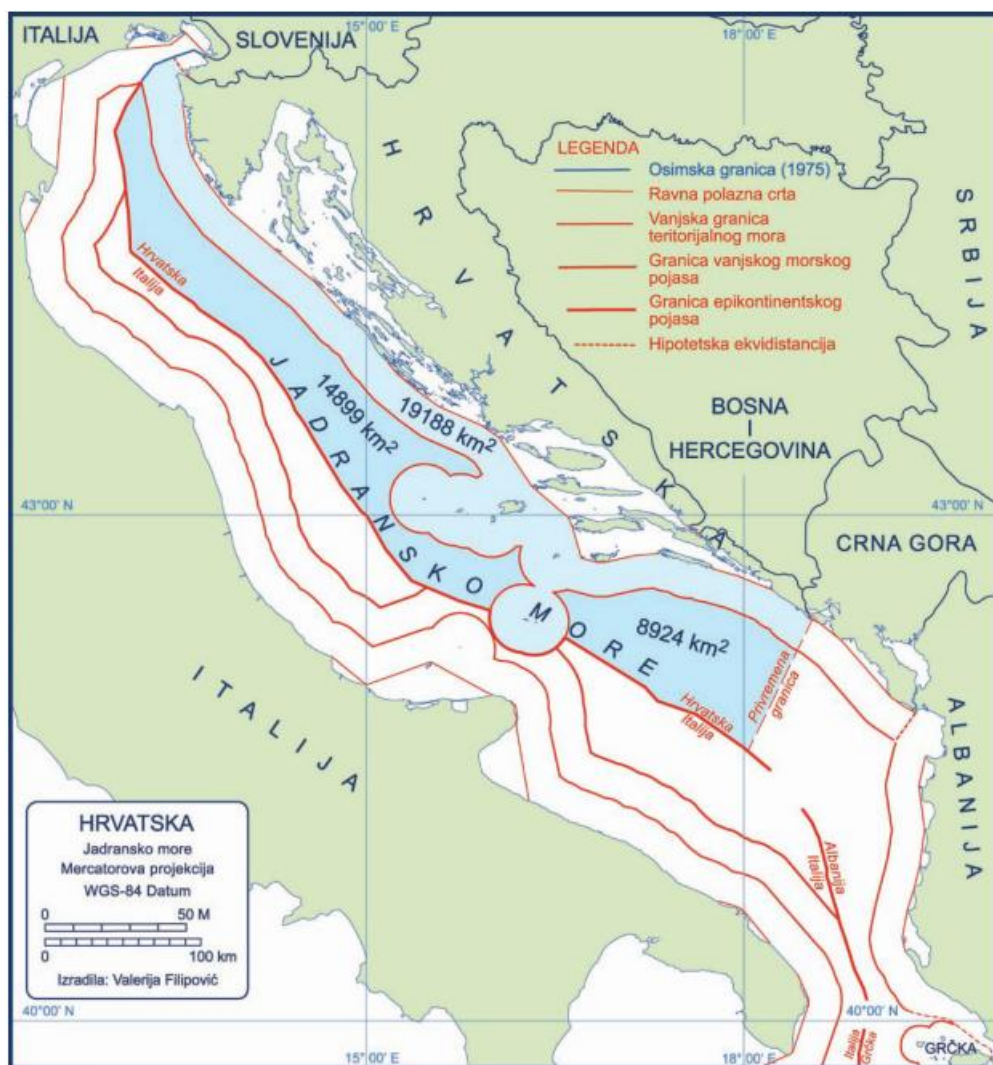 ITALIJA
SLOVENIJA
15° 00' E
18° 00' E
HRVATSKA
SRBIJA
LEGENDA
Osimska granica (1975)
Ravna polazna crta
Vanjska granica
teritorijalnog mora
Granica vanjskog morskog
pojasa
Granica epikontinentskog
pojasa
Hipotetska ekvidistancija
Hrvatska
Italija
JADRANSKO MORE
14899 km²
19188 km²
BOSNA
I
HERCEGOVINA
43° 00' N
43° 00' N
CRNA GORA
8924 km²
Privremena
granica
Hrvatska
Italija
ITALIJA
ALBANIJA
Albanija
Italija
HRVATSKA
Jadransko more
Mercatorova projekcija
WGS-84 Datum
0 50 M
0 100 km
Izradila: Valerija Filipović
40° 00' N
40° 00' N
15° 00' E
18° 00' E
Italija
Grčka
GRČKA